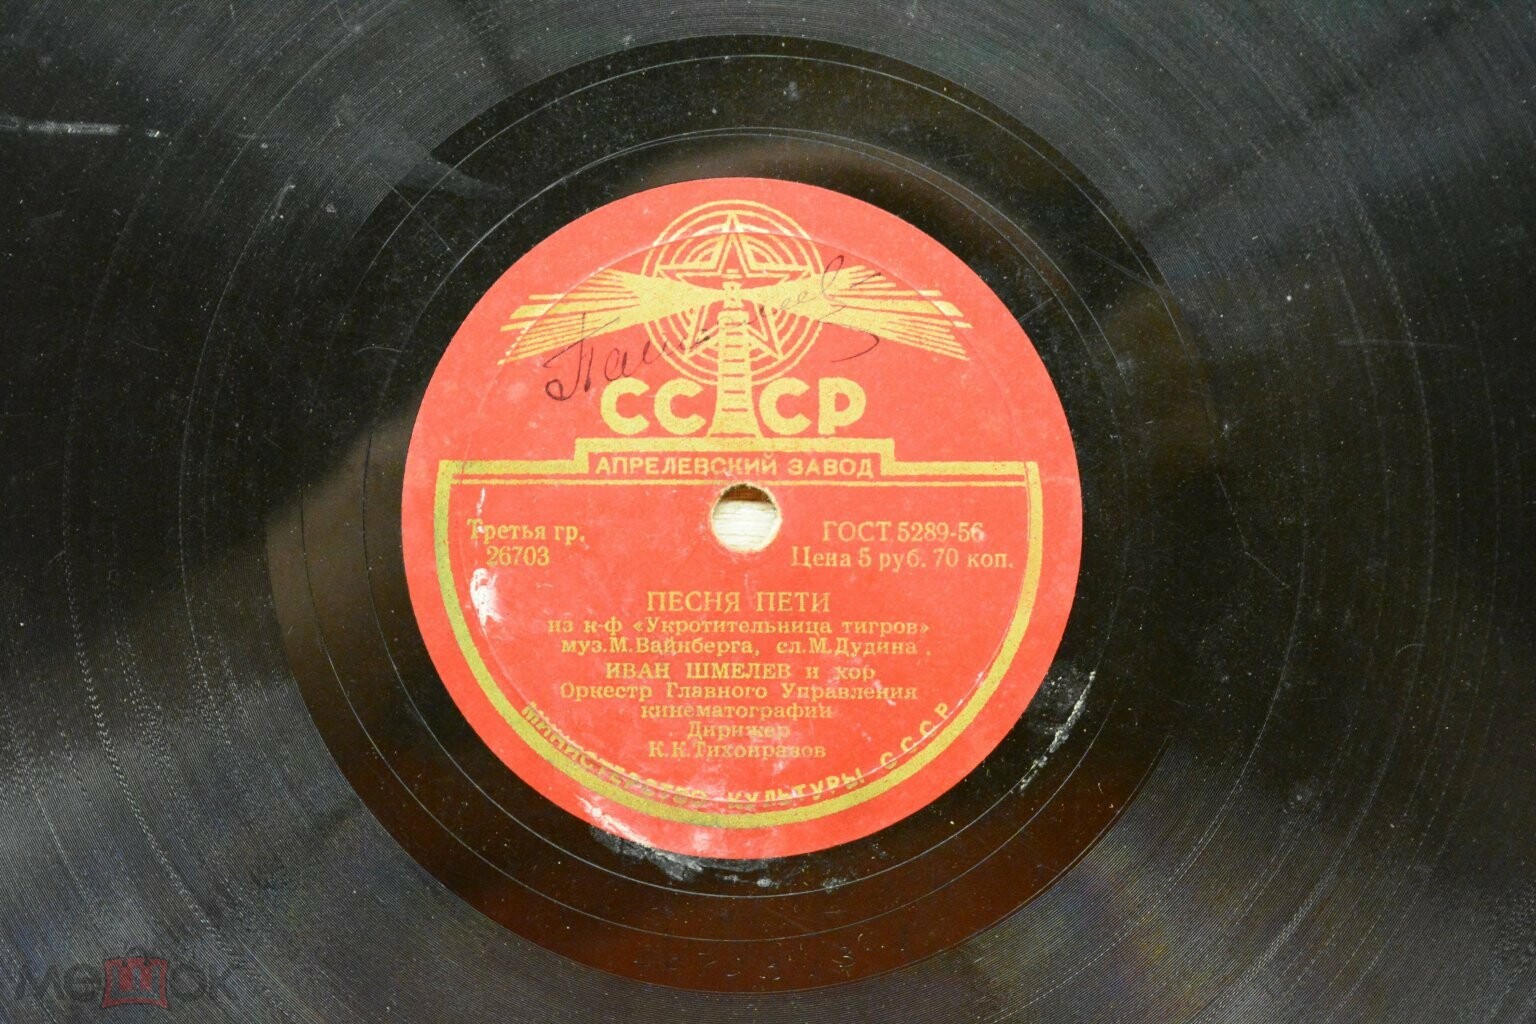 СССР
АПРЕЛЕВСКИЙ ЗАВОД
Третья гр.
26703
ГОСТ 5289-56
Цена 5 руб. 70 коп.
ПЕСНЯ ПЕТИ
из к-ф «Укротительница тигров»
муз. М. Вайнберга, сл. М. Дудина
ИВАН ШМЕЛЕВ и хор
Оркестр Главного Управления
кинематографии
Дирижер
К. К. Тихонравов
МИНИСТЕРСТВО КУЛЬТУРЫ СССР
мешок